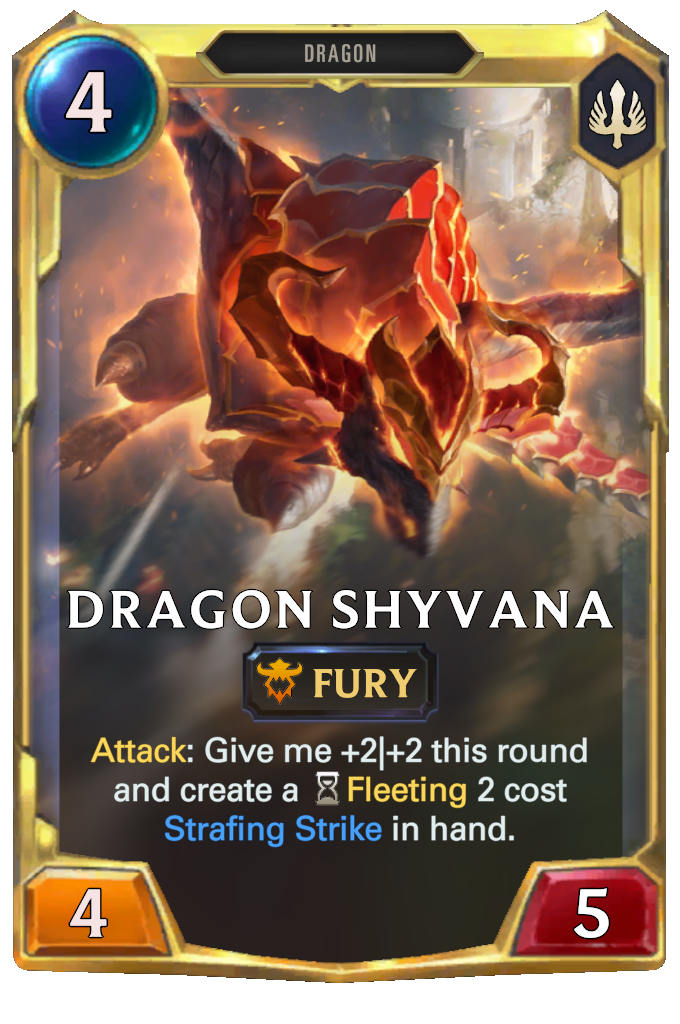 DRAGON
4
DRAGON SHYVANA
FURY
Attack: Give me +2|+2 this round
and create a Fleeting 2 cost
Strafing Strike in hand.
4
5